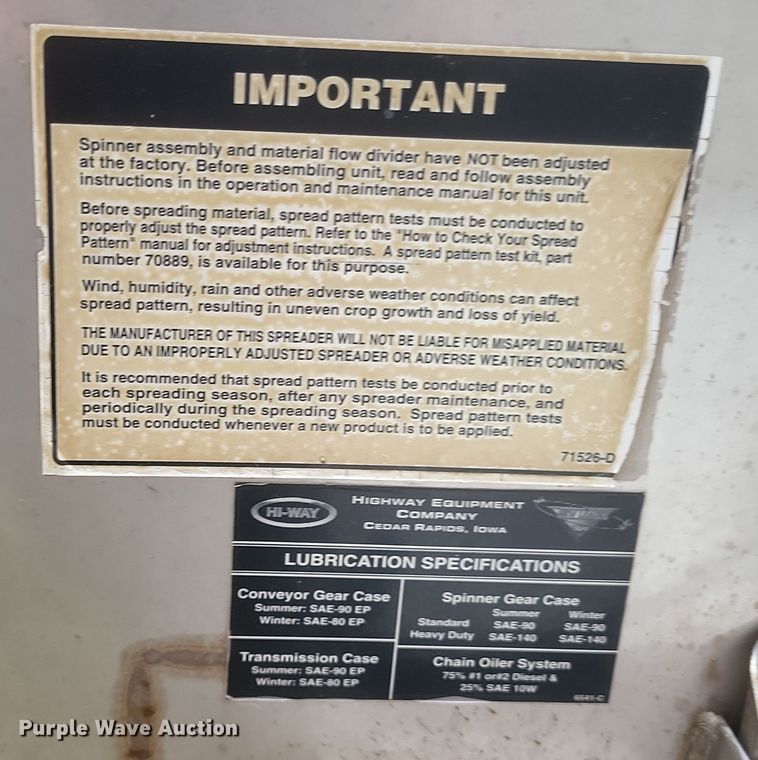 IMPORTANT
Spinner assembly and material flow divider have NOT been adjusted
at the factory. Before assembling unit, read and follow assembly
instructions in the operation and maintenance manual for this unit.
Before spreading material, spread pattern tests must be conducted to
properly adjust the spread pattern. Refer to the "How to Check Your Spread
Pattern" manual for adjustment instructions. A spread pattern test kit, part
number 70889, is available for this purpose.
Wind, humidity, rain and other adverse weather conditions can affect
spread pattern, resulting in uneven crop growth and loss of yield.
THE MANUFACTURER OF THIS SPREADER WILL NOT BE LIABLE FOR MISAPPLIED MATERIAL
DUE TO AN IMPROPERLY ADJUSTED SPREADER OR ADVERSE WEATHER CONDITIONS.
It is recommended that spread pattern tests be conducted prior to
each spreading season, after any spreader maintenance, and
periodically during the spreading season. Spread pattern tests
must be conducted whenever a new product is to be applied.
71526-D
HI-WAY
HIGHWAY EQUIPMENT
COMPANY
CEDAR RAPIDS, IOWA
LUBRICATION SPECIFICATIONS
Conveyor Gear Case
Summer: SAE-90 EP
Winter: SAE-80 EP
Transmission Case
Summer: SAE-90 EP
Winter: SAE-80 EP
Spinner Gear Case
Summer Winter
Standard SAE-90 SAE-90
Heavy Duty SAE-140 SAE-140
Chain Oiler System
75% #1 or#2 Diesel &
25% SAE 10W
6541-C
Purple Wave Auction